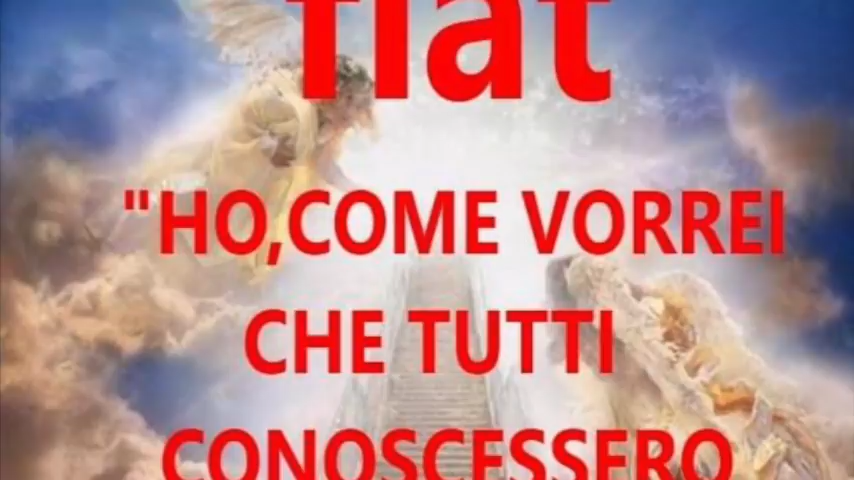 fiat
"HO,COME VORREI
CHE TUTTI
CONOSCESSERO